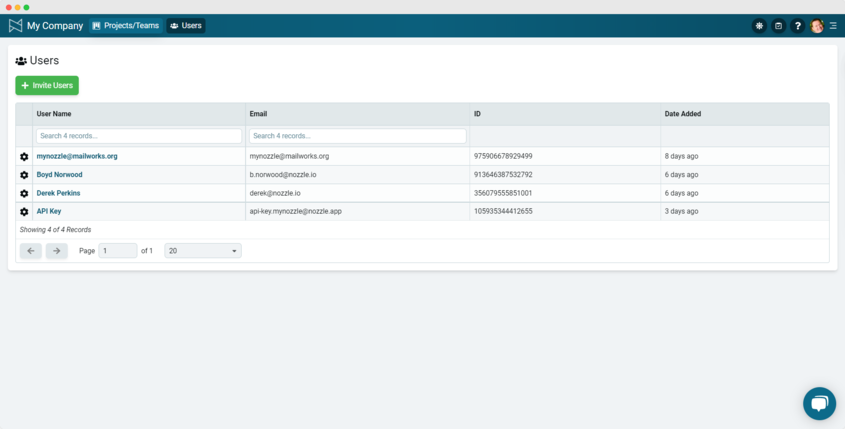 My Company Projects/Teams Users ?
Users
+ Invite Users
User Name Email ID Date Added
Search 4 records... Search 4 records...
mynozzle@mailworks.org mynozzle@mailworks.org 975906678929499 8 days ago
Boyd Norwood b.norwood@nozzle.io 913646387532792 6 days ago
Derek Perkins derek@nozzle.io 356079555851001 6 days ago
API Key api-key.mynozzle@nozzle.app 105935344412655 3 days ago
Showing 4 of 4 Records
Page 1 of 1 20